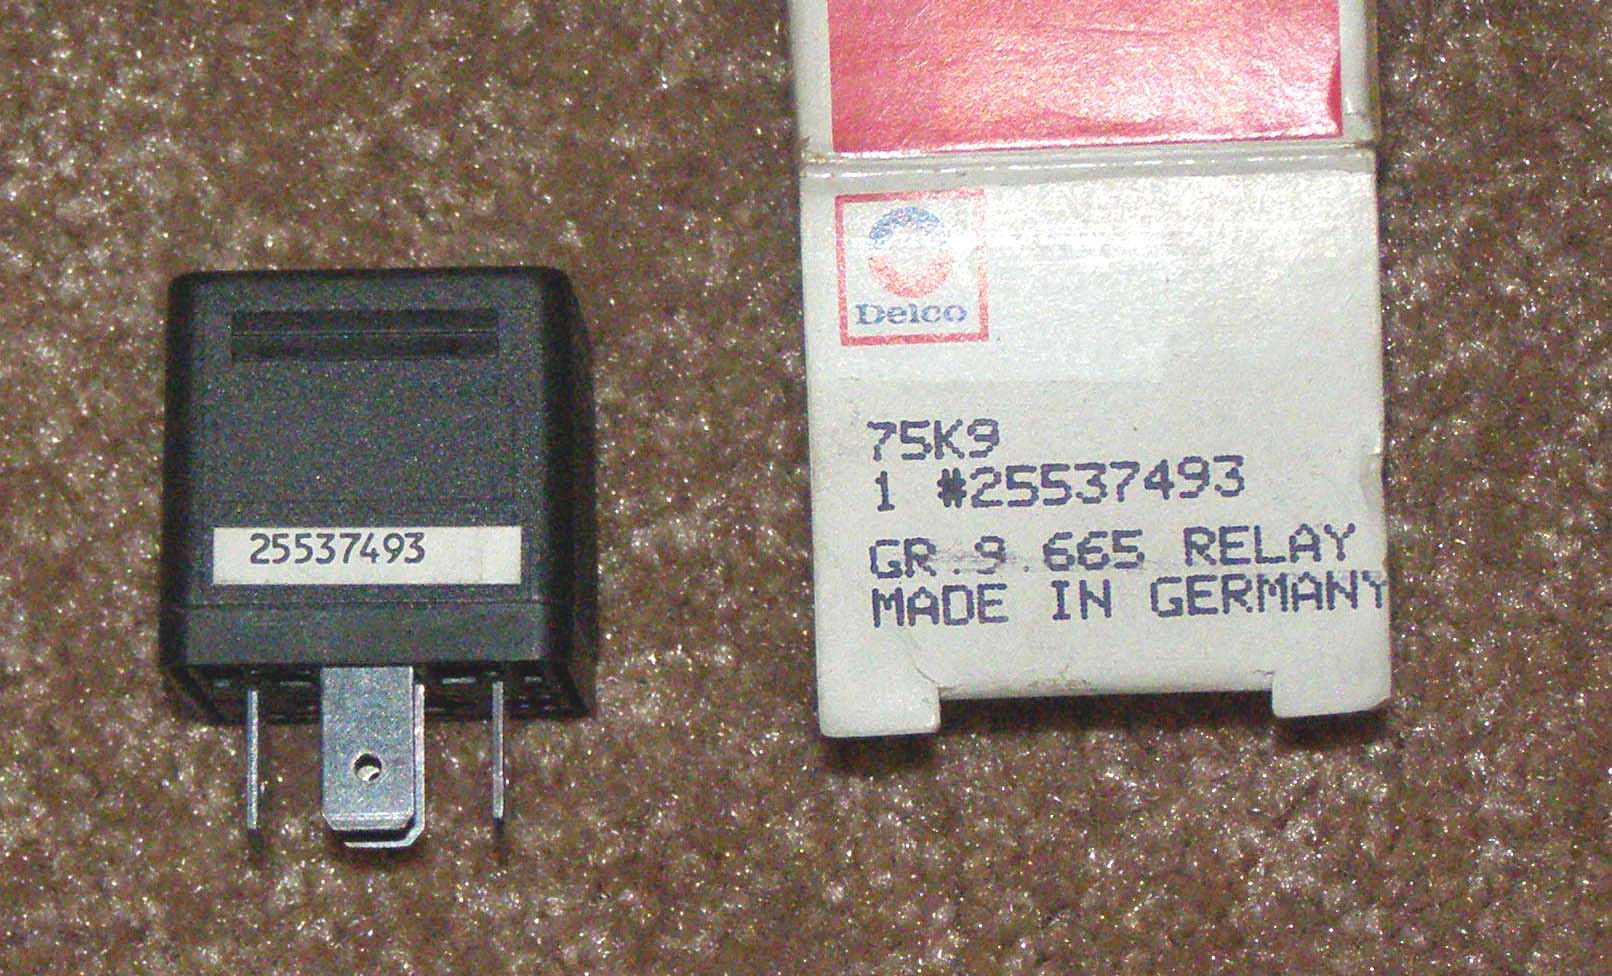 Delco
75K9
1 #25537493
GR.9.665 RELAY
MADE IN GERMANY
25537493